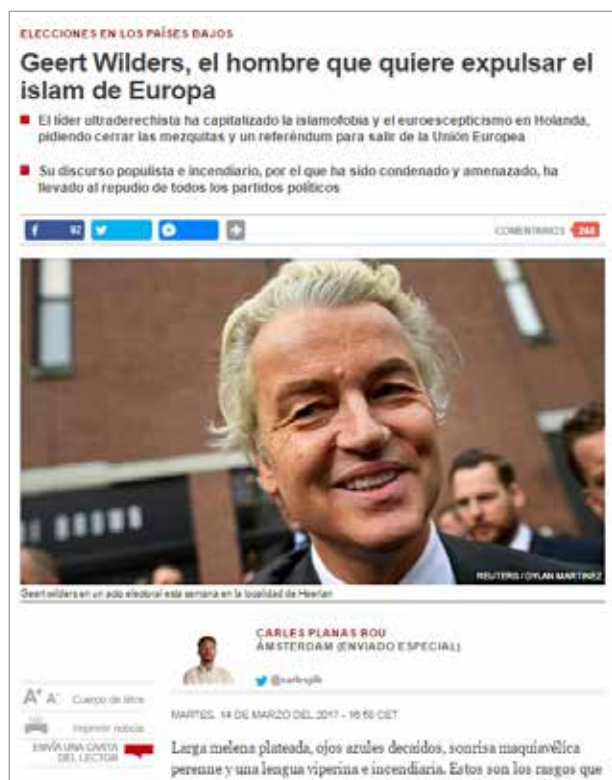 ELECCIONES EN LOS PAÍSES BAJOS
Geert Wilders, el hombre que quiere expulsar el
islam de Europa
El líder ultraderechista ha capitalizado la islamofobia y el euroescepticismo en Holanda,
pidiendo cerrar las mezquitas y un referéndum para salir de la Unión Europea
Su discurso populista e incendiario, por el que ha sido condenado y amenazado, ha
llevado al repudio de todos los partidos políticos
f 92
COMENTARIOS 244
REUTERS / DYLAN MARTINEZ
Geert wilders en un acto electoral esta semana en la localidad de Heerlan
CARLES PLANAS BOU
ÁMSTERDAM (ENVIADO ESPECIAL)
A+ A- Cuerpo de letra
Imprimir noticia
ENVÍA UNA CARTA
DEL LECTOR
MARTES, 14 DE MARZO DEL 2017 - CET
Larga melena plateada, ojos azules decaídos, sonrisa maquiavélica
perenne y una lengua viperina e incendiaria. Estos son los rasgos que